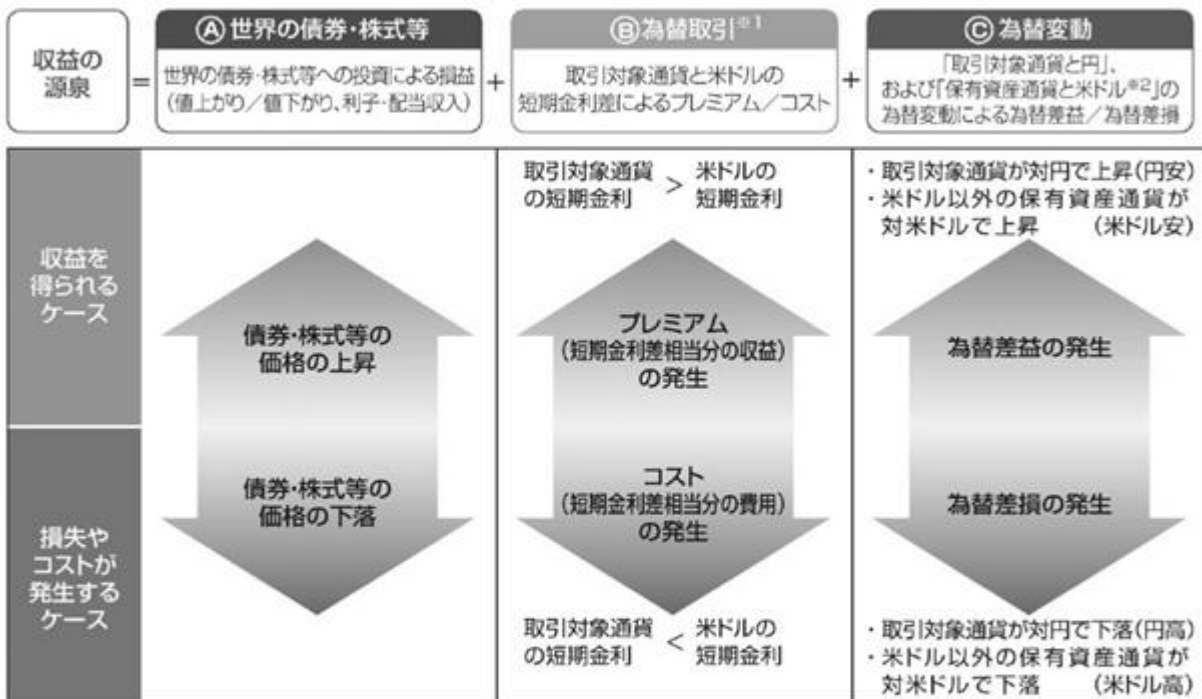 収益の
源泉
=
Ⓐ世界の債券・株式等
世界の債券・株式等への投資による損益
(値上がり/値下がり、利子・配当収入)
+
Ⓑ為替取引※1
取引対象通貨と米ドルの
短期金利差によるプレミアム/コスト
+
Ⓒ為替変動
「取引対象通貨と円」、
および「保有資産通貨と米ドル※2」の
為替変動による為替差益/為替差損
収益を
得られる
ケース
債券・株式等の
価格の上昇
取引対象通貨
の短期金利
>
米ドルの
短期金利
プレミアム
(短期金利差相当分の収益)
の発生
・取引対象通貨が対円で上昇(円安)
・米ドル以外の保有資産通貨が
対米ドルで上昇 (米ドル安)
為替差益の発生
損失や
コストが
発生する
ケース
債券・株式等の
価格の下落
コスト
(短期金利差相当分の費用)
の発生
取引対象通貨
の短期金利
<
米ドルの
短期金利
為替差損の発生
・取引対象通貨が対円で下落(円高)
・米ドル以外の保有資産通貨が
対米ドルで下落 (米ドル高)